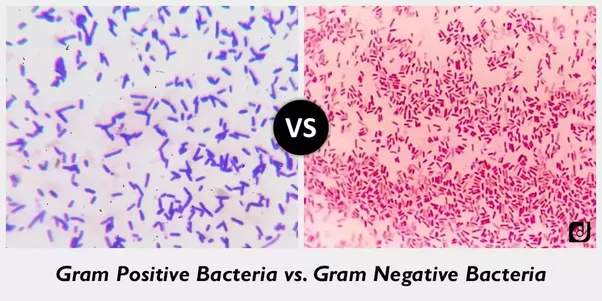 VS
Gram Positive Bacteria vs. Gram Negative Bacteria